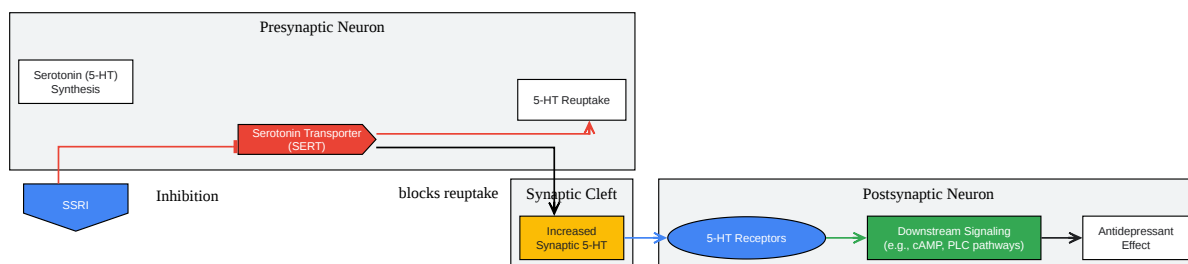 Presynaptic Neuron
Serotonin (5-HT)
Synthesis
5-HT Reuptake
Serotonin Transporter
(SERT)
SSRI
Inhibition
blocks reuptake
Synaptic Cleft
Increased
Synaptic 5-HT
Postsynaptic Neuron
5-HT Receptors
Downstream Signaling
(e.g., cAMP, PLC pathways)
Antidepressant
Effect